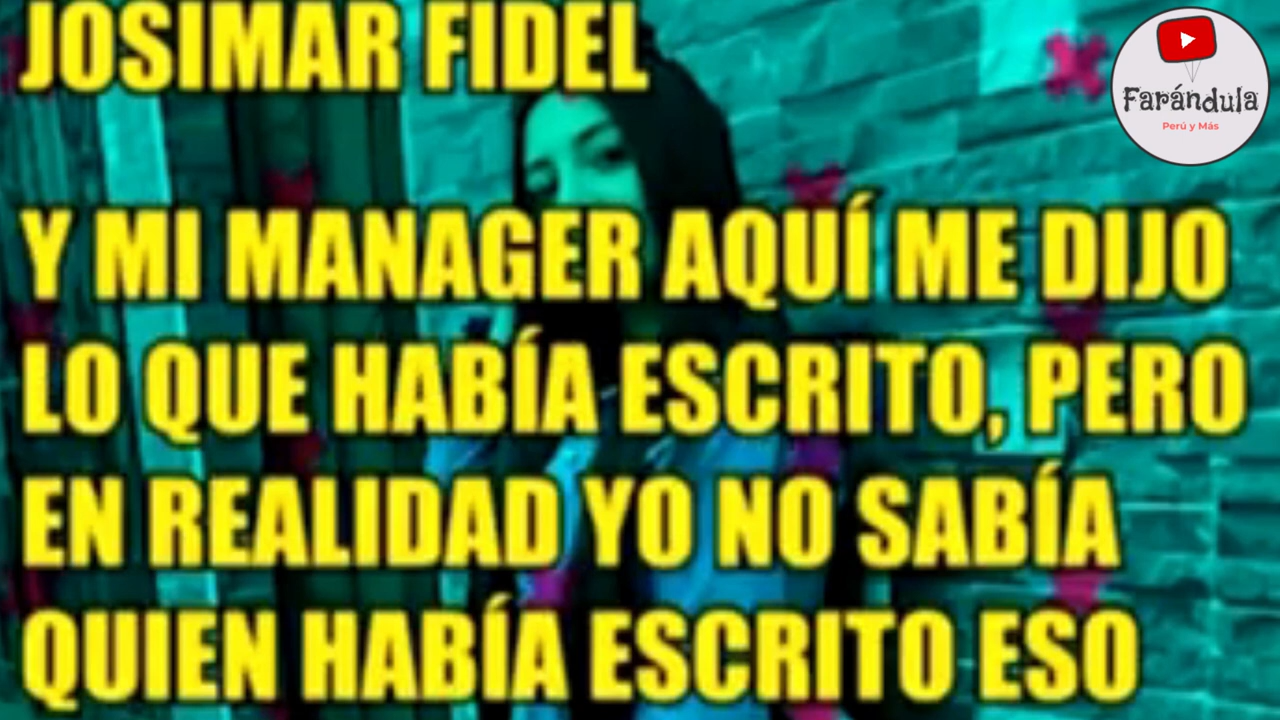 JOSIMAR FIDEL
Farándula
Perú y Más
Y MI MANAGER AQUÍ ME DIJO
LO QUE HABÍA ESCRITO, PERO
EN REALIDAD YO NO SABÍA
QUIEN HABÍA ESCRITO ESO